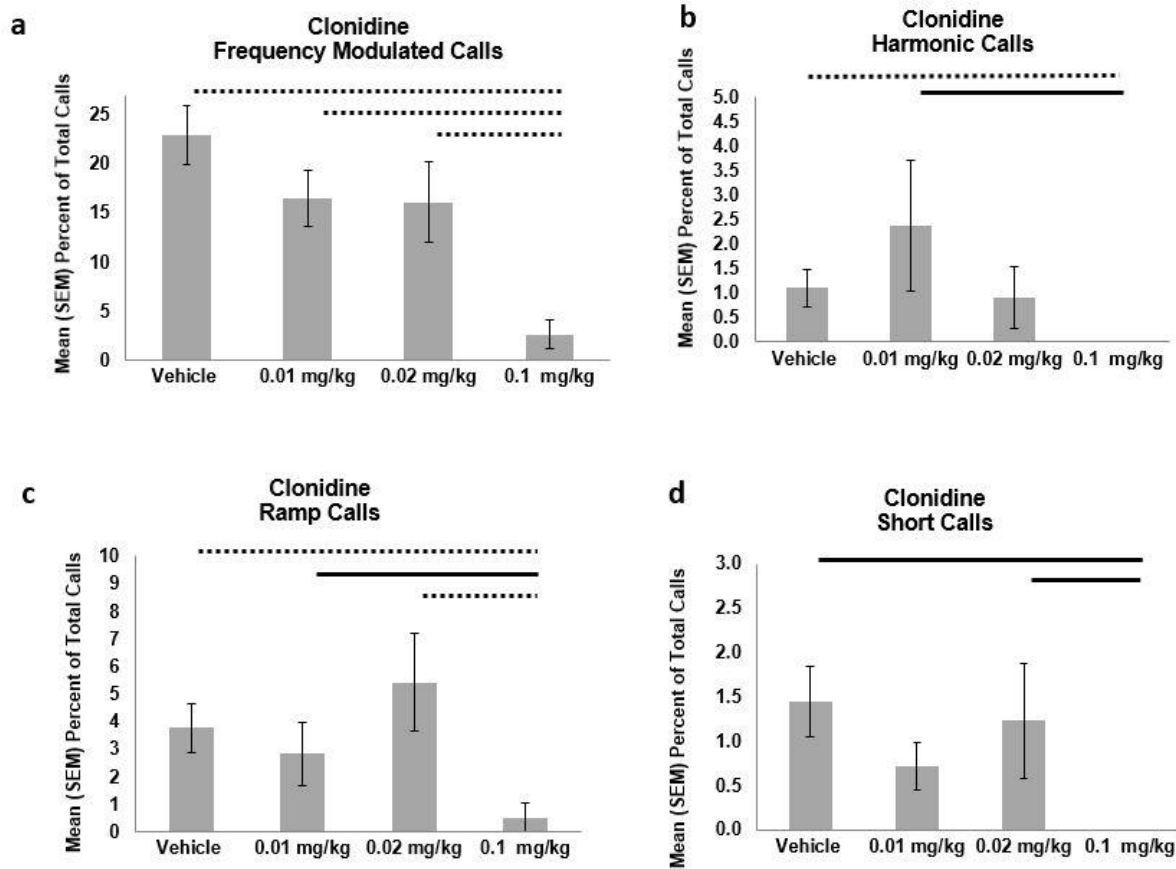 a
Clonidine
Frequency Modulated Calls
Mean (SEM) Percent of Total Calls
25
20
15
10
5
0
Vehicle 0.01 mg/kg 0.02 mg/kg 0.1 mg/kg
b
Clonidine
Harmonic Calls
Mean (SEM) Percent of Total Calls
5.0
4.5
4.0
3.5
3.0
2.5
2.0
1.5
1.0
0.5
0.0
Vehicle 0.01 mg/kg 0.02 mg/kg 0.1 mg/kg
c
Clonidine
Ramp Calls
Mean (SEM) Percent of Total Calls
10
9
8
7
6
5
4
3
2
1
0
Vehicle 0.01 mg/kg 0.02 mg/kg 0.1 mg/kg
d
Clonidine
Short Calls
Mean (SEM) Percent of Total Calls
3.0
2.5
2.0
1.5
1.0
0.5
0.0
Vehicle 0.01 mg/kg 0.02 mg/kg 0.1 mg/kg